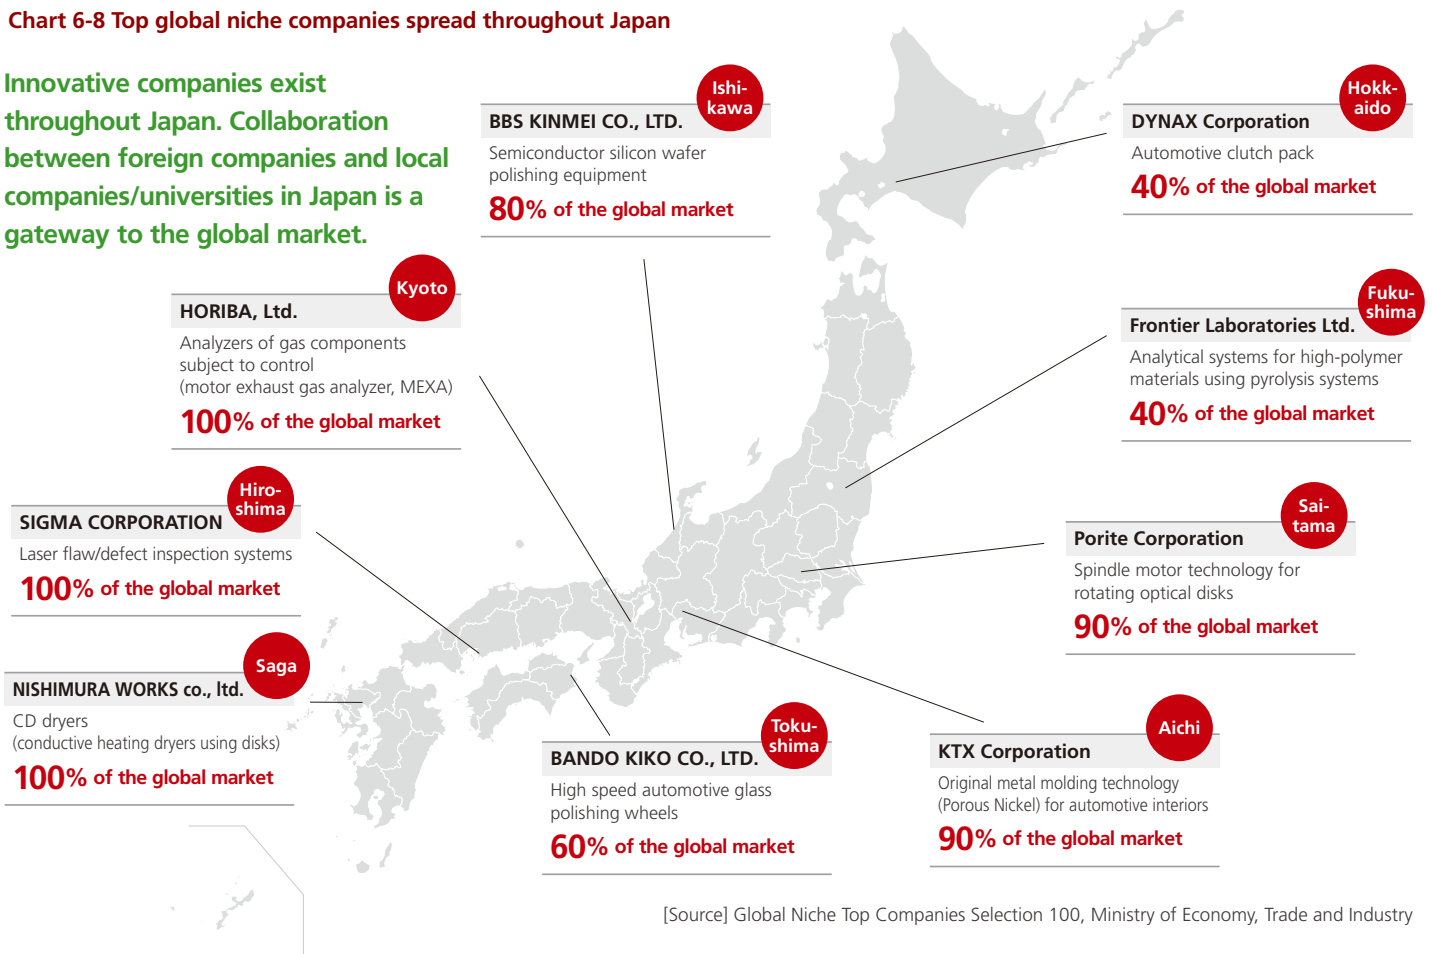 Chart 6-8 Top global niche companies spread throughout Japan
Innovative companies exist
throughout Japan. Collaboration
between foreign companies and local
companies/universities in Japan is a
gateway to the global market.
Ishi-
kawa
BBS KINMEI CO., LTD.
Semiconductor silicon wafer
polishing equipment
80% of the global market
Hokk-
aido
DYNAX Corporation
Automotive clutch pack
40% of the global market
Kyoto
HORIBA, Ltd.
Analyzers of gas components
subject to control
(motor exhaust gas analyzer, MEXA)
100% of the global market
Fuku-
shima
Frontier Laboratories Ltd.
Analytical systems for high-polymer
materials using pyrolysis systems
40% of the global market
Hiro-
shima
SIGMA CORPORATION
Laser flaw/defect inspection systems
100% of the global market
Sai-
tama
Porite Corporation
Spindle motor technology for
rotating optical disks
90% of the global market
Saga
NISHIMURA WORKS co., ltd.
CD dryers
(conductive heating dryers using disks)
100% of the global market
Toku-
shima
BANDO KIKO CO., LTD.
High speed automotive glass
polishing wheels
60% of the global market
Aichi
KTX Corporation
Original metal molding technology
(Porous Nickel) for automotive interiors
90% of the global market
[Source] Global Niche Top Companies Selection 100, Ministry of Economy, Trade and Industry